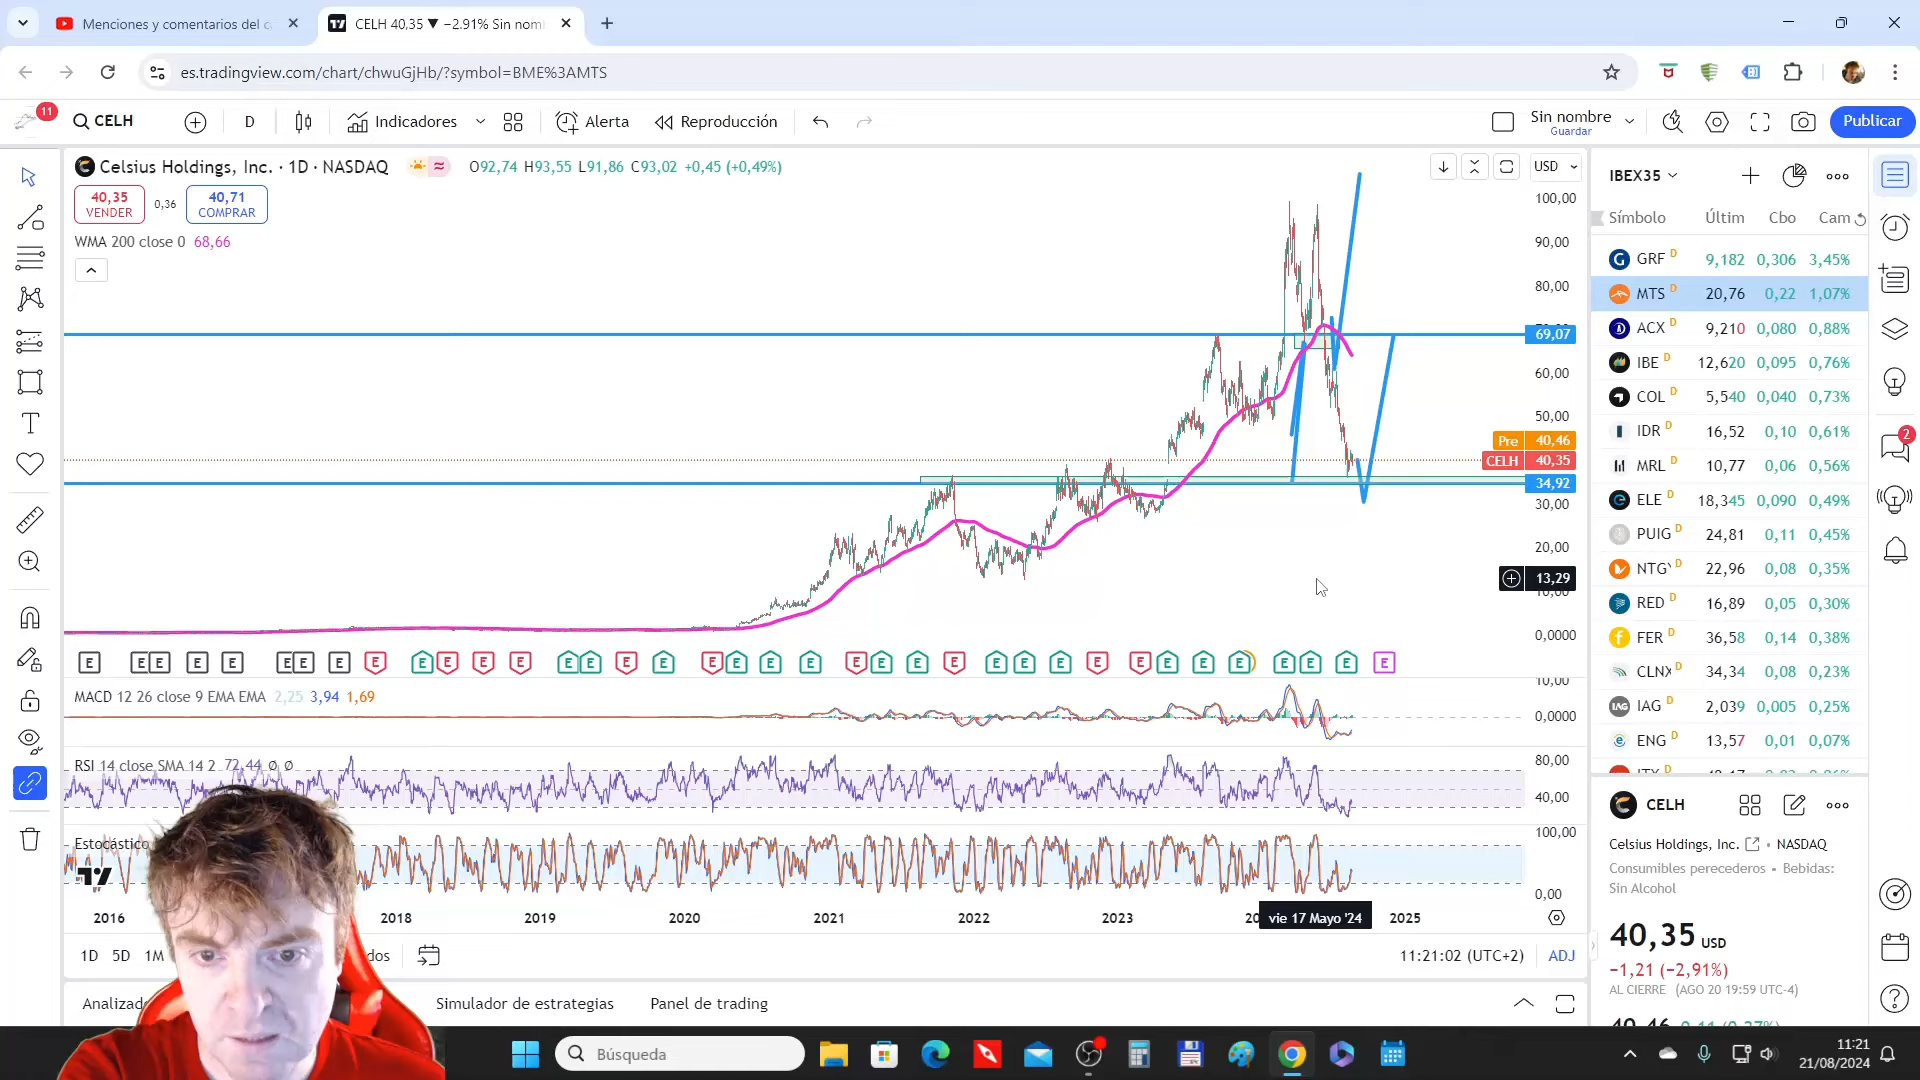 Menciones y comentarios del c
CELH 40,35 ▼ −2.91% Sin nom
es.tradingview.com/chart/chwuGjHb/?symbol=BME%3AMTS
11
CELH
D
Indicadores
Alerta
Reproducción
Sin nombre
Guardar
Publicar
Celsius Holdings, Inc. · 1D · NASDAQ
O92,74 H93,55 L91,86 C93,02 +0,45 (+0,49%)
USD
40,35
VENDER
0,36
40,71
COMPRAR
WMA 200 close 0 68,66
100,00
90,00
80,00
69,07
60,00
50,00
Pre 40,46
CELH 40,35
34,92
30,00
20,00
13,29
10,00
0,0000
E E E E E E E E E E E E E E E E E E E E E E E E E E E E E E E E E E E E E
MACD 12 26 close 9 EMA EMA 2,25 3,94 1,69
10,00
0,0000
RSI 14 close SMA 14 2 72,44 Ø Ø
80,00
40,00
Estocástico
100,00
0,00
2016
2018
2019
2020
2021
2022
2023
vie 17 Mayo '24
2025
1D 5D 1M
11:21:02 (UTC+2)
ADJ
Simulador de estrategias
Panel de trading
IBEX35
Símbolo Últim Cbo Cam
GRF D 9,182 0,306 3,45%
MTS D 20,76 0,22 1,07%
ACX D 9,210 0,080 0,88%
IBE D 12,620 0,095 0,76%
COL D 5,540 0,040 0,73%
IDR D 16,52 0,10 0,61%
MRL D 10,77 0,06 0,56%
ELE D 18,345 0,090 0,49%
PUIG D 24,81 0,11 0,45%
NTGY D 22,96 0,08 0,35%
RED D 16,89 0,05 0,30%
FER D 36,58 0,14 0,38%
CLNX D 34,34 0,08 0,23%
IAG D 2,039 0,005 0,25%
ENG D 13,57 0,01 0,07%
2
CELH
Celsius Holdings, Inc. • NASDAQ
Consumibles perecederos • Bebidas:
Sin Alcohol
40,35 USD
−1,21 (−2,91%)
AL CIERRE (AGO 20 19:59 UTC-4)
Búsqueda
11:21
21/08/2024